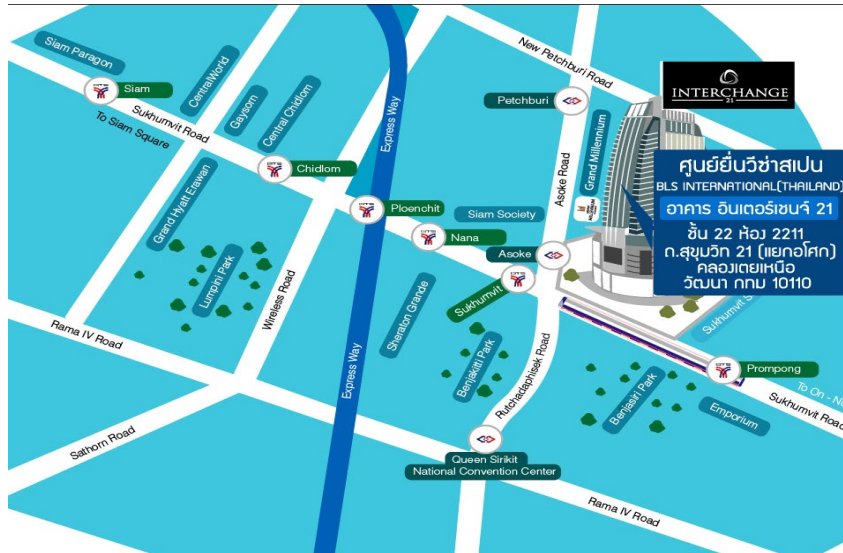 Siam Paragon
Siam
CentralWorld
Sukhumvit Road
To Siam Square
Gaysorn
Central Chidlom
Chidlom
Grand Hyatt Erawan
Lumpini Park
Wireless Road
Express Way
Ploenchit
Nana
Siam Society
Asoke
Sukhumvit
Petchburi
New Petchburi Road
Asoke Road
Grand Millennium
INTERCHANGE
21
ศูนย์ยื่นวีซ่าสเปน
BLS INTERNATIONAL(THAILAND)
อาคาร อินเตอร์เชนจ์ 21
ชั้น 22 ห้อง 2211
ถ.สุขุมวิท 21 (แยกอโศก)
คลองเตยเหนือ
วัฒนา กทม 10110
Sukhumvit
Prompong
To On - N
Sukhumvit Road
Emporium
Benjasiri Park
Rutchadaphisek Road
Benjakitti Park
Sheraton Grande
Express Way
Rama IV Road
Sathorn Road
Queen Sirikit
National Convention Center
Rama IV Road